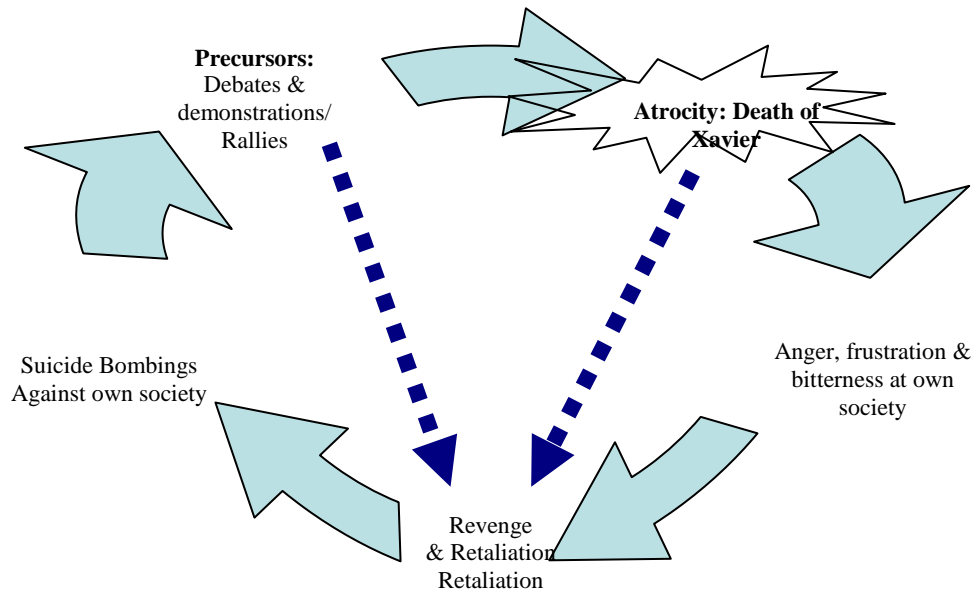 Precursors:
Debates &
demonstrations/
Rallies
Atrocity: Death of
Xavier
Anger, frustration &
bitterness at own
society
Revenge
& Retaliation
Retaliation
Suicide Bombings
Against own society